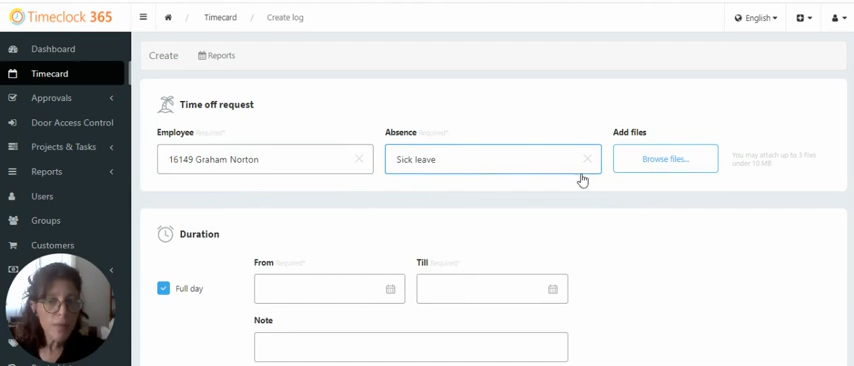 Timeclock 365
Timecard
Create log
English
Dashboard
Timecard
Approvals
Door Access Control
Projects & Tasks
Reports
Users
Groups
Customers
Create
Reports
Time off request
Employee Required*
Absence Required*
Add files
16149 Graham Norton
Sick leave
Browse files...
You may attach up to 3 files
under 10 MB
Duration
From Required*
Till Required*
Full day
Note